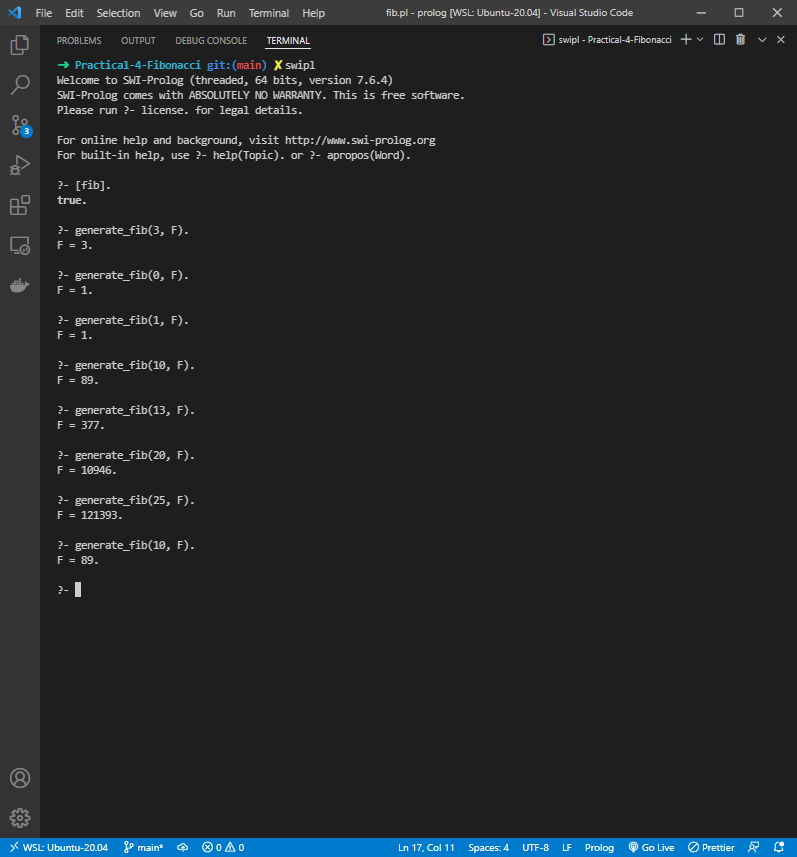 File Edit Selection View Go Run Terminal Help fib.pl - prolog [WSL: Ubuntu-20.04] - Visual Studio Code
PROBLEMS OUTPUT DEBUG CONSOLE TERMINAL swipl - Practical-4-Fibonacci
➜ Practical-4-Fibonacci git:(main) ✗ swipl
Welcome to SWI-Prolog (threaded, 64 bits, version 7.6.4)
SWI-Prolog comes with ABSOLUTELY NO WARRANTY. This is free software.
Please run ?- license. for legal details.
For online help and background, visit http://www.swi-prolog.org
For built-in help, use ?- help(Topic). or ?- apropos(Word).
?- [fib].
true.
?- generate_fib(3, F).
F = 3.
?- generate_fib(0, F).
F = 1.
?- generate_fib(1, F).
F = 1.
?- generate_fib(10, F).
F = 89.
?- generate_fib(13, F).
F = 377.
?- generate_fib(20, F).
F = 10946.
?- generate_fib(25, F).
F = 121393.
?- generate_fib(10, F).
F = 89.
?-
3
WSL: Ubuntu-20.04 main* 0 0 Ln 17, Col 11 Spaces: 4 UTF-8 LF Prolog Go Live Prettier